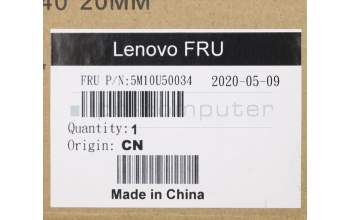 40 20MM
Lenovo FRU
FRU P/N:5M10U50034 2020-05-09
Quantity:1
Origin: CN
Made in China